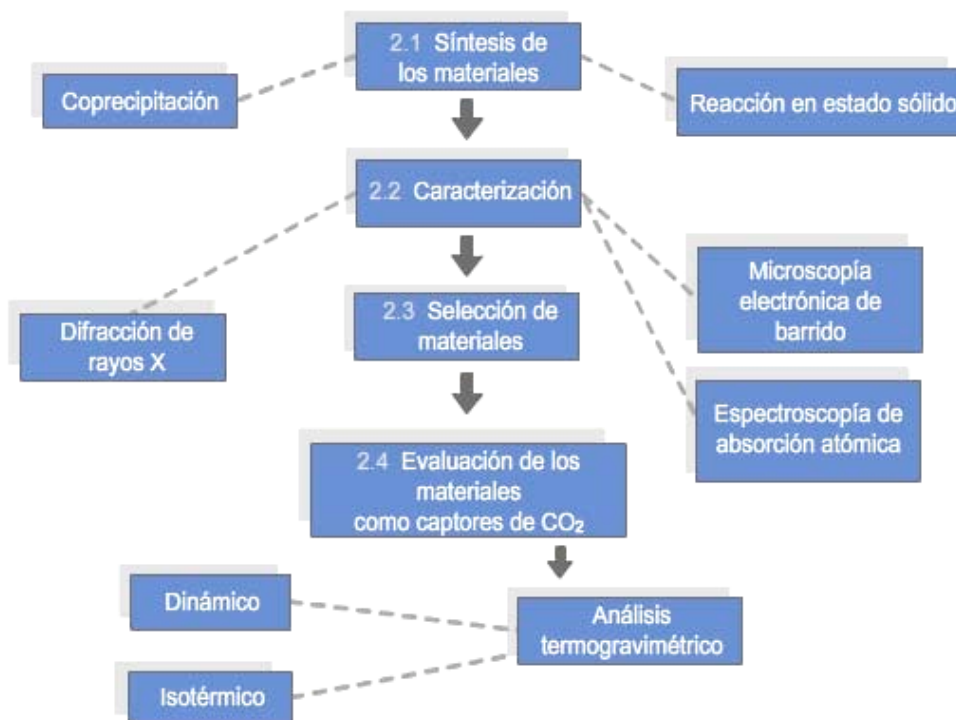 2.1 Síntesis de
los materiales
Coprecipitación
Reacción en estado sólido
2.2 Caracterización
Microscopía
electrónica de
barrido
2.3 Selección de
materiales
Difracción de
rayos X
Espectroscopía de
absorción atómica
2.4 Evaluación de los
materiales
como captores de CO₂
Dinámico
Análisis
termogravimétrico
Isotérmico